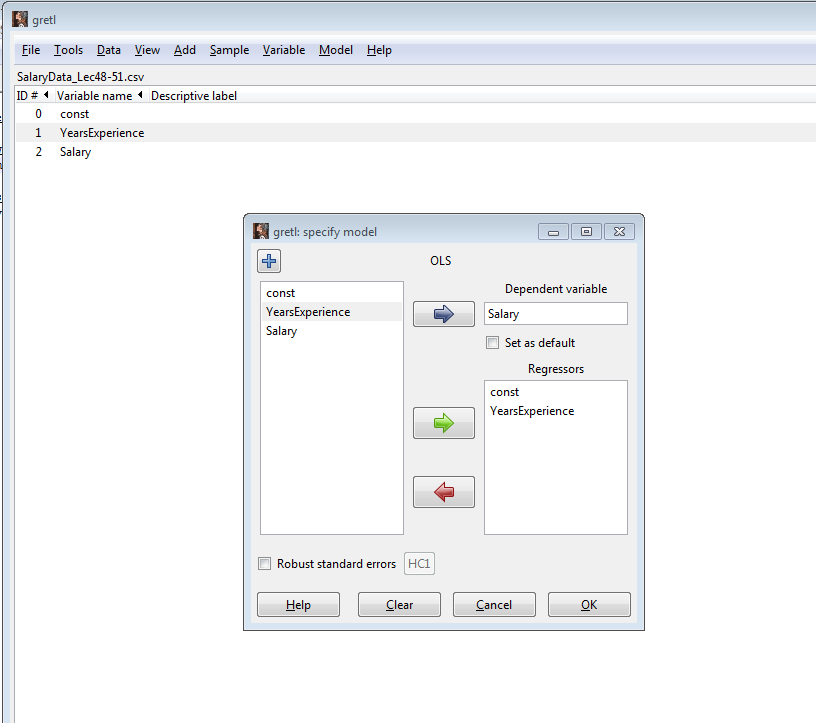 gretl
File Tools Data View Add Sample Variable Model Help
SalaryData_Lec48-51.csv
ID # Variable name Descriptive label
0 const
1 YearsExperience
2 Salary
gretl: specify model
OLS
const
YearsExperience
Salary
Dependent variable
Salary
Set as default
Regressors
const
YearsExperience
Robust standard errors HC1
Help Clear Cancel OK